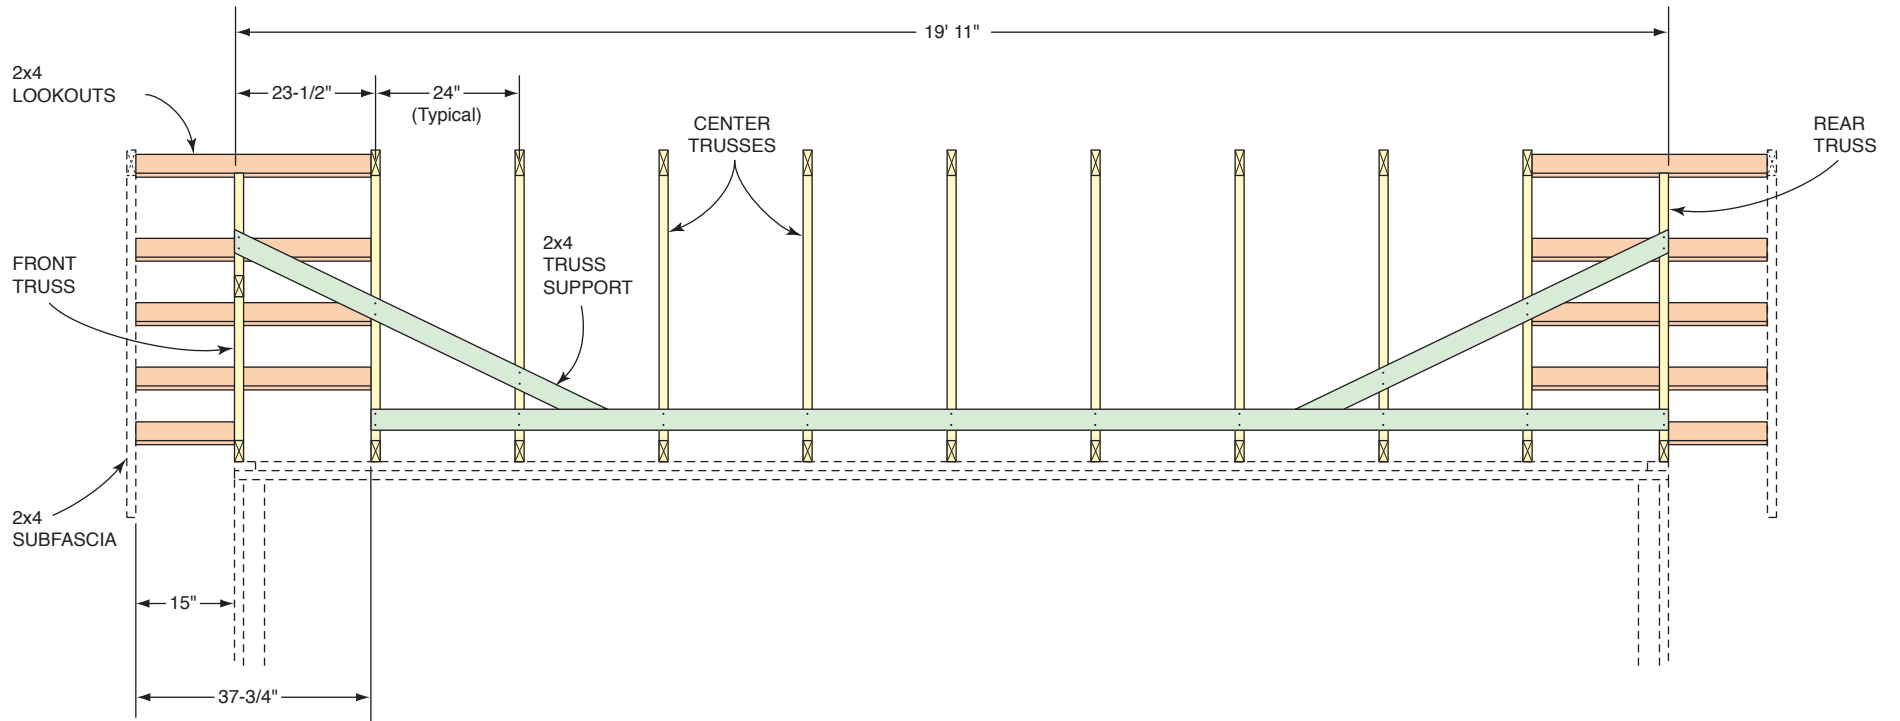 19' 11"
2x4
LOOKOUTS
23-1/2"
24"
(Typical)
CENTER
TRUSSES
REAR
TRUSS
2x4
TRUSS
SUPPORT
FRONT
TRUSS
2x4
SUBFASCIA
15"
37-3/4"